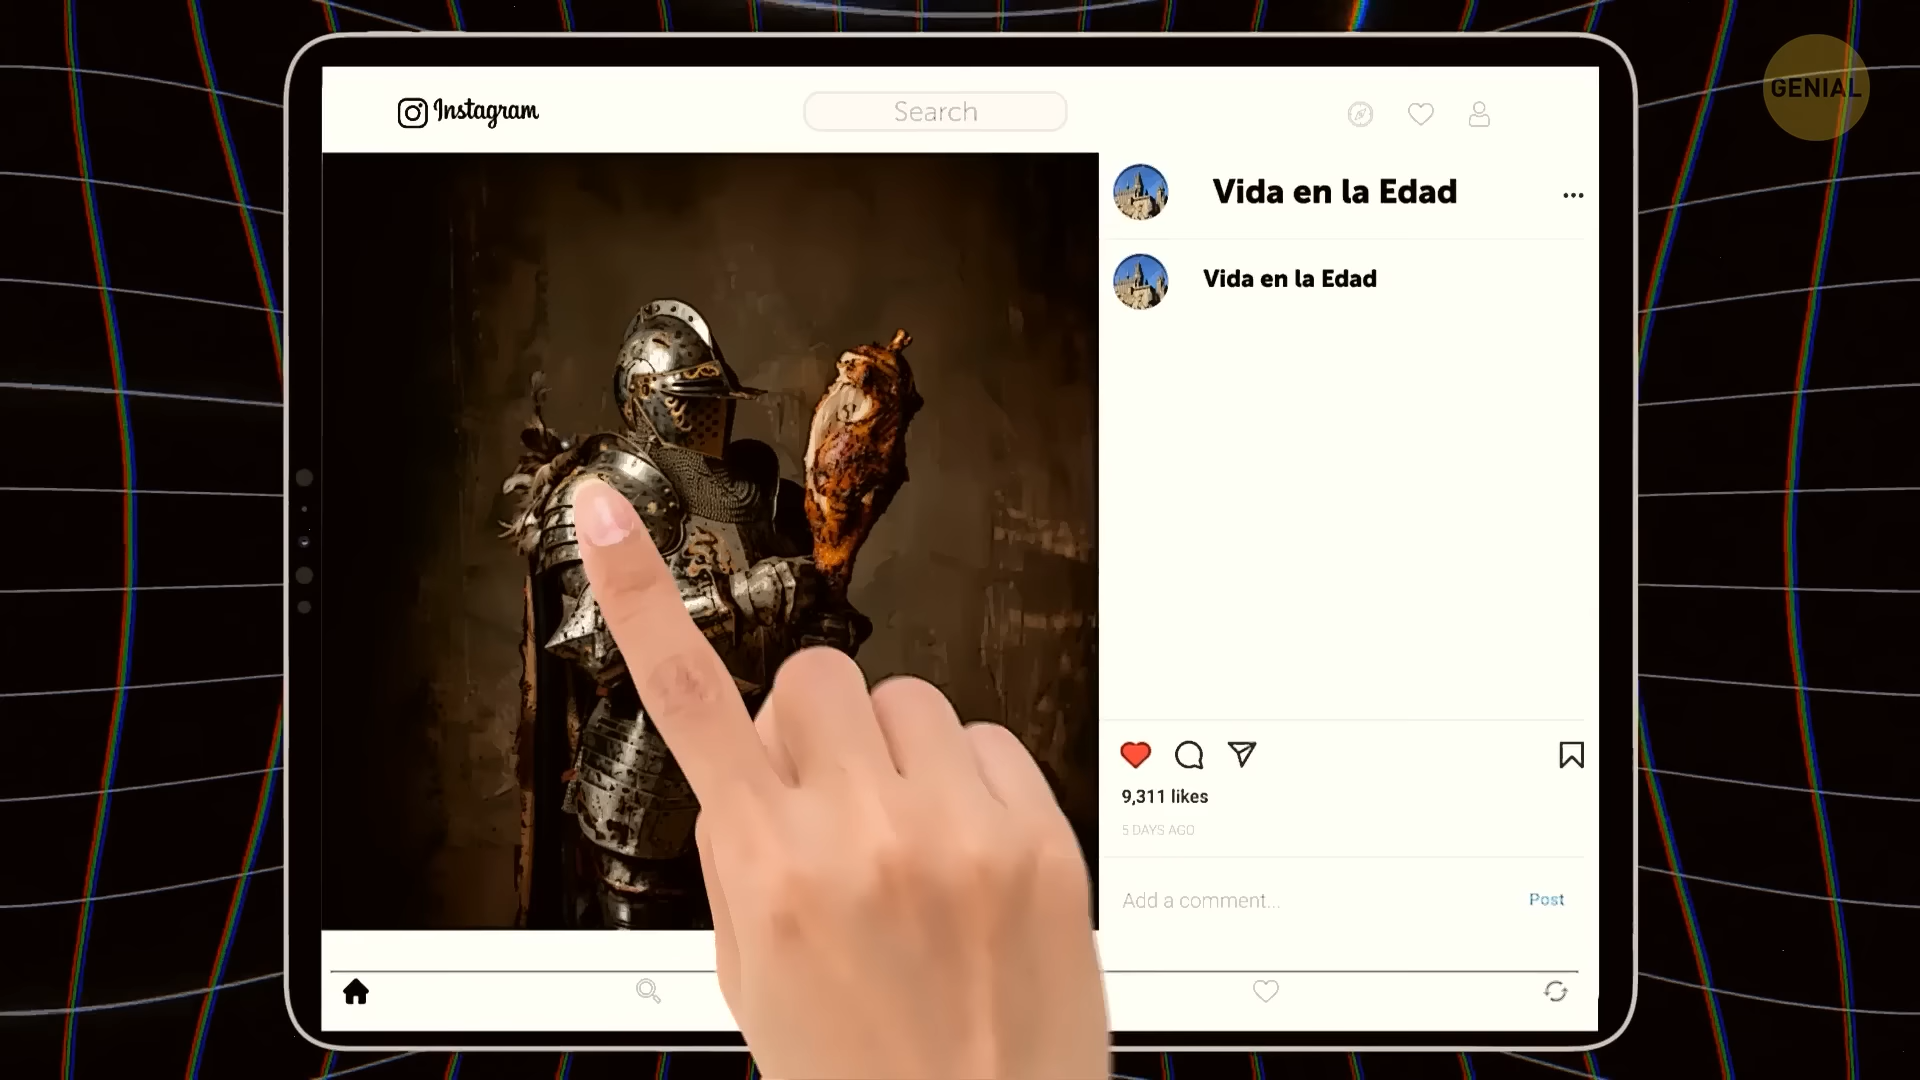 GENIAL
Instagram
Search
Vida en la Edad
...
Vida en la Edad
9,311 likes
5 DAYS AGO
Add a comment...
Post